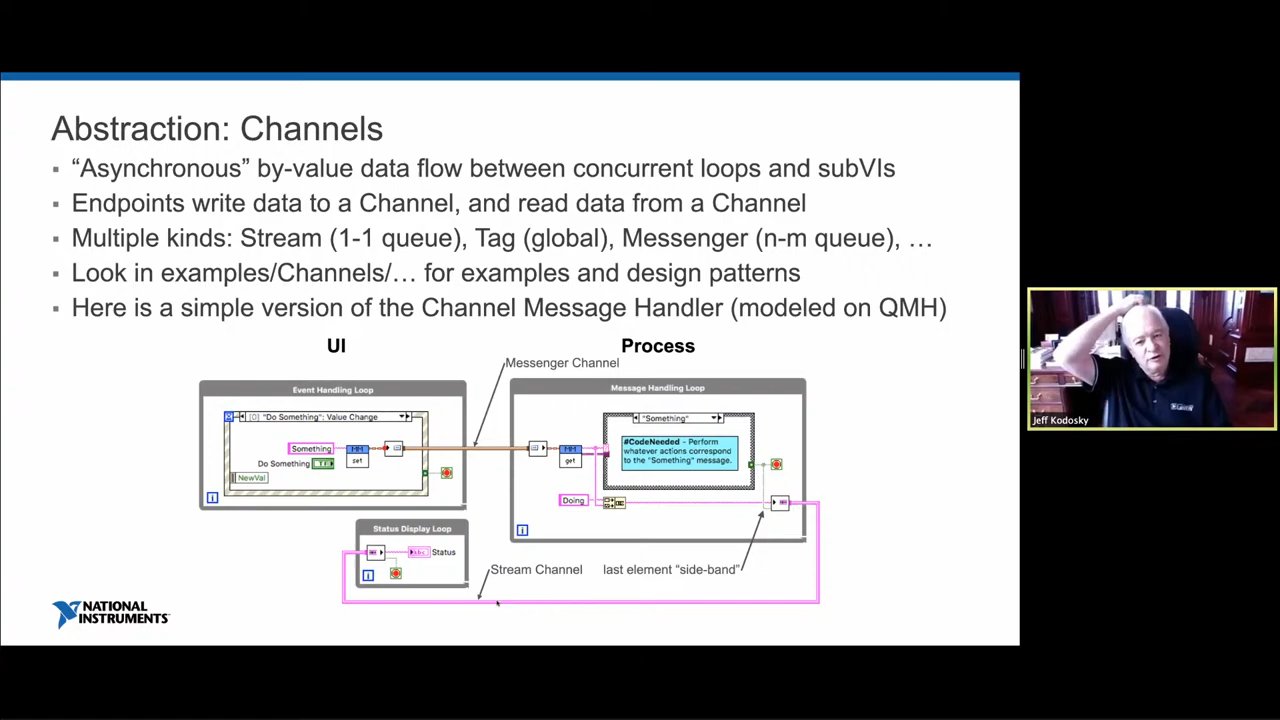 Abstraction: Channels
▪ “Asynchronous” by-value data flow between concurrent loops and subVIs
▪ Endpoints write data to a Channel, and read data from a Channel
▪ Multiple kinds: Stream (1-1 queue), Tag (global), Messenger (n-m queue), …
▪ Look in examples/Channels/… for examples and design patterns
▪ Here is a simple version of the Channel Message Handler (modeled on QMH)
UI
Process
Messenger Channel
Event Handling Loop
"Do Something": Value Change
Something
set
Do Something
TF
NewVal
i
Message Handling Loop
"Something"
#CodeNeeded - Perform
whatever actions correspond
to the "Something" message.
get
Doing
i
Status Display Loop
abc
Status
i
Stream Channel
last element “side-band”
NATIONAL
INSTRUMENTS
Jeff Kodosky